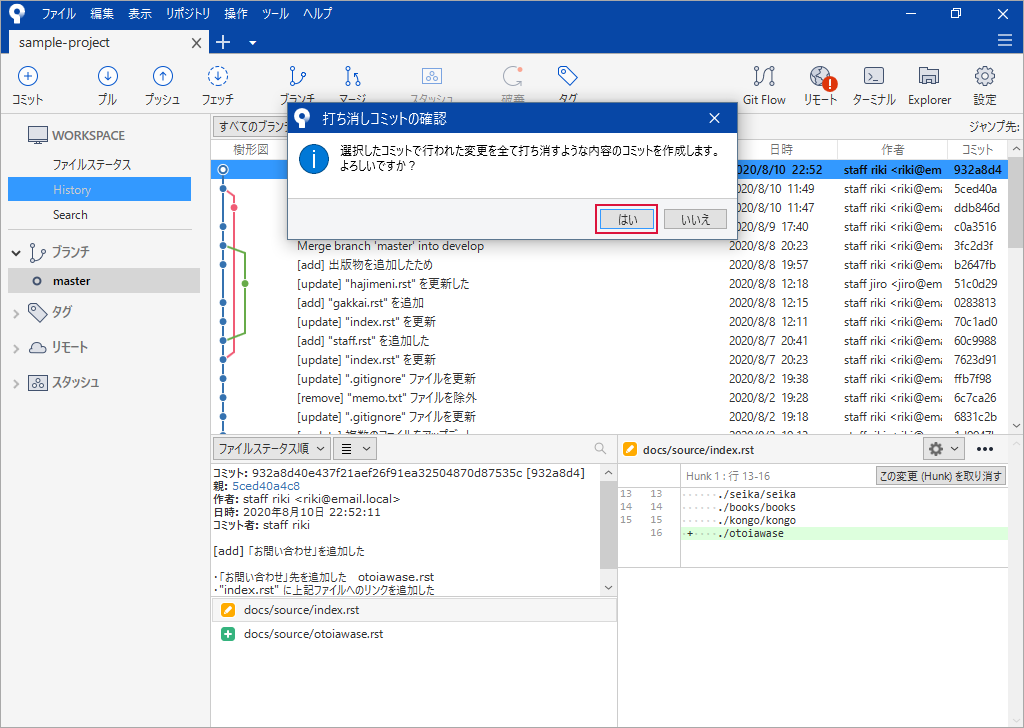 ファイル 編集 表示 リポジトリ 操作 ツール ヘルプ
sample-project
コミット プル プッシュ フェッチ ブランチ マージ スタッシュ 破棄 タグ Git Flow リモート ターミナル Explorer 設定
WORKSPACE
ファイルステータス
History
Search
ブランチ
master
タグ
リモート
スタッシュ
すべてのブラン
ジャンプ先:
樹形図 日時 作者 コミット
打ち消しコミットの確認
選択したコミットで行われた変更を全て打ち消すような内容のコミットを作成します。
よろしいですか?
はい いいえ
020/8/10 22:52 staff riki <riki@em 932a8d4
2020/8/10 11:49 staff riki <riki@ema 5ced40a
2020/8/10 11:47 staff riki <riki@ema ddb846d
2020/8/9 17:40 staff riki <riki@ema c0a3516
Merge branch 'master' into develop 2020/8/8 20:23 staff riki <riki@ema 3fc2d3f
[add] 出版物を追加したため 2020/8/8 19:57 staff riki <riki@ema b2647fb
[update] "hajimeni.rst" を更新した 2020/8/8 12:18 staff jiro <jiro@ema 51c0d29
[add] "gakkai.rst" を追加 2020/8/8 12:15 staff riki <riki@ema 0283813
[update] "index.rst" を更新 2020/8/8 12:11 staff riki <riki@ema 70c1ad0
[add] "staff.rst" を追加した 2020/8/7 20:41 staff riki <riki@ema 60c9988
[update] "index.rst" を更新 2020/8/7 20:23 staff riki <riki@ema 7623d91
[update] ".gitignore" ファイルを更新 2020/8/2 19:38 staff riki <riki@ema ffb7f98
[remove] "memo.txt" ファイルを除外 2020/8/2 19:28 staff riki <riki@ema 6c7ca26
[update] ".gitignore" ファイルを更新 2020/8/2 19:18 staff riki <riki@ema 6831c2b
ファイルステータス順
コミット: 932a8d40e437f21aef26f91ea32504870d87535c [932a8d4]
親: 5ced40a4c8
作者: staff riki <riki@email.local>
日時: 2020年8月10日 22:52:11
コミット者: staff riki
[add] 「お問い合わせ」を追加した
・「お問い合わせ」先を追加した otoiawase.rst
・"index.rst" に上記ファイルへのリンクを追加した
docs/source/index.rst
docs/source/otoiawase.rst
docs/source/index.rst
Hunk 1 : 行 13-16 この変更 (Hunk) を取り消す
13 13 ······./seika/seika
14 14 ······./books/books
15 15 ······./kongo/kongo
16 +····./otoiawase